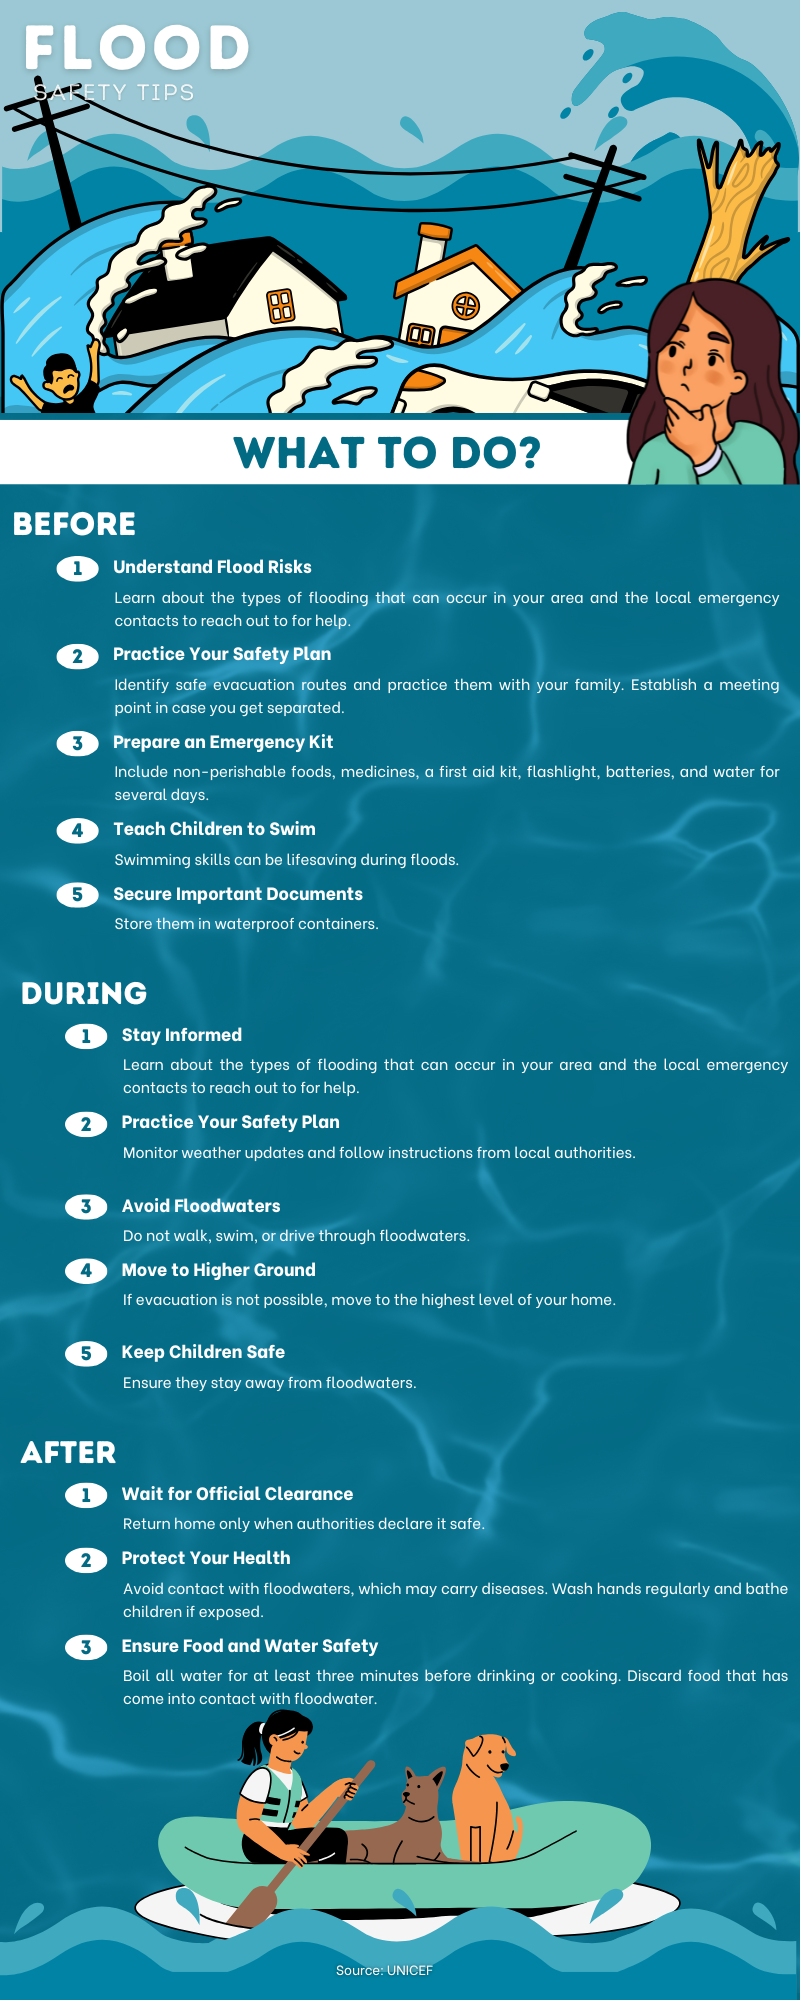 FLOOD
SAFETY TIPS
WHAT TO DO?
BEFORE
1 Understand Flood Risks
Learn about the types of flooding that can occur in your area and the local emergency
contacts to reach out to for help.
2 Practice Your Safety Plan
Identify safe evacuation routes and practice them with your family. Establish a meeting
point in case you get separated.
3 Prepare an Emergency Kit
Include non-perishable foods, medicines, a first aid kit, flashlight, batteries, and water for
several days.
4 Teach Children to Swim
Swimming skills can be lifesaving during floods.
5 Secure Important Documents
Store them in waterproof containers.
DURING
1 Stay Informed
Learn about the types of flooding that can occur in your area and the local emergency
contacts to reach out to for help.
2 Practice Your Safety Plan
Monitor weather updates and follow instructions from local authorities.
3 Avoid Floodwaters
Do not walk, swim, or drive through floodwaters.
4 Move to Higher Ground
If evacuation is not possible, move to the highest level of your home.
5 Keep Children Safe
Ensure they stay away from floodwaters.
AFTER
1 Wait for Official Clearance
Return home only when authorities declare it safe.
2 Protect Your Health
Avoid contact with floodwaters, which may carry diseases. Wash hands regularly and bathe
children if exposed.
3 Ensure Food and Water Safety
Boil all water for at least three minutes before drinking or cooking. Discard food that has
come into contact with floodwater.
Source: UNICEF